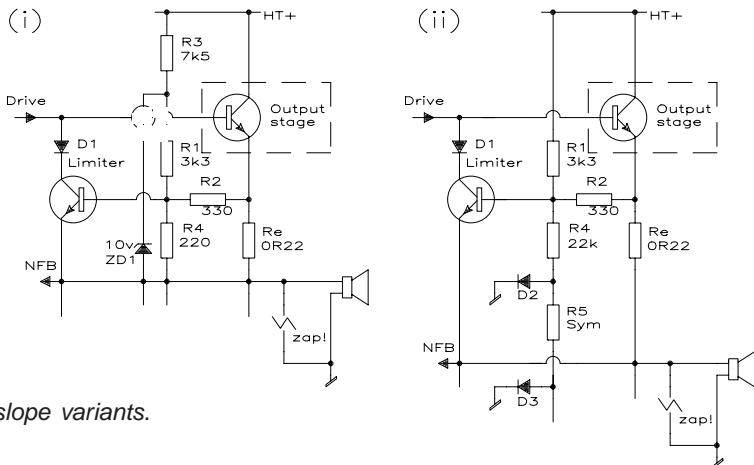 (i)
HT+
R3
7k5
Drive
Output
stage
D1
Limiter
R1
3k3
R2
330
R4
220
Re
0R22
10v
ZD1
NFB
zap!
(ii)
HT+
Drive
Output
stage
D1
Limiter
R1
3k3
R2
330
R4
22k
Re
0R22
D2
R5
Sym
NFB
D3
zap!
slope variants.